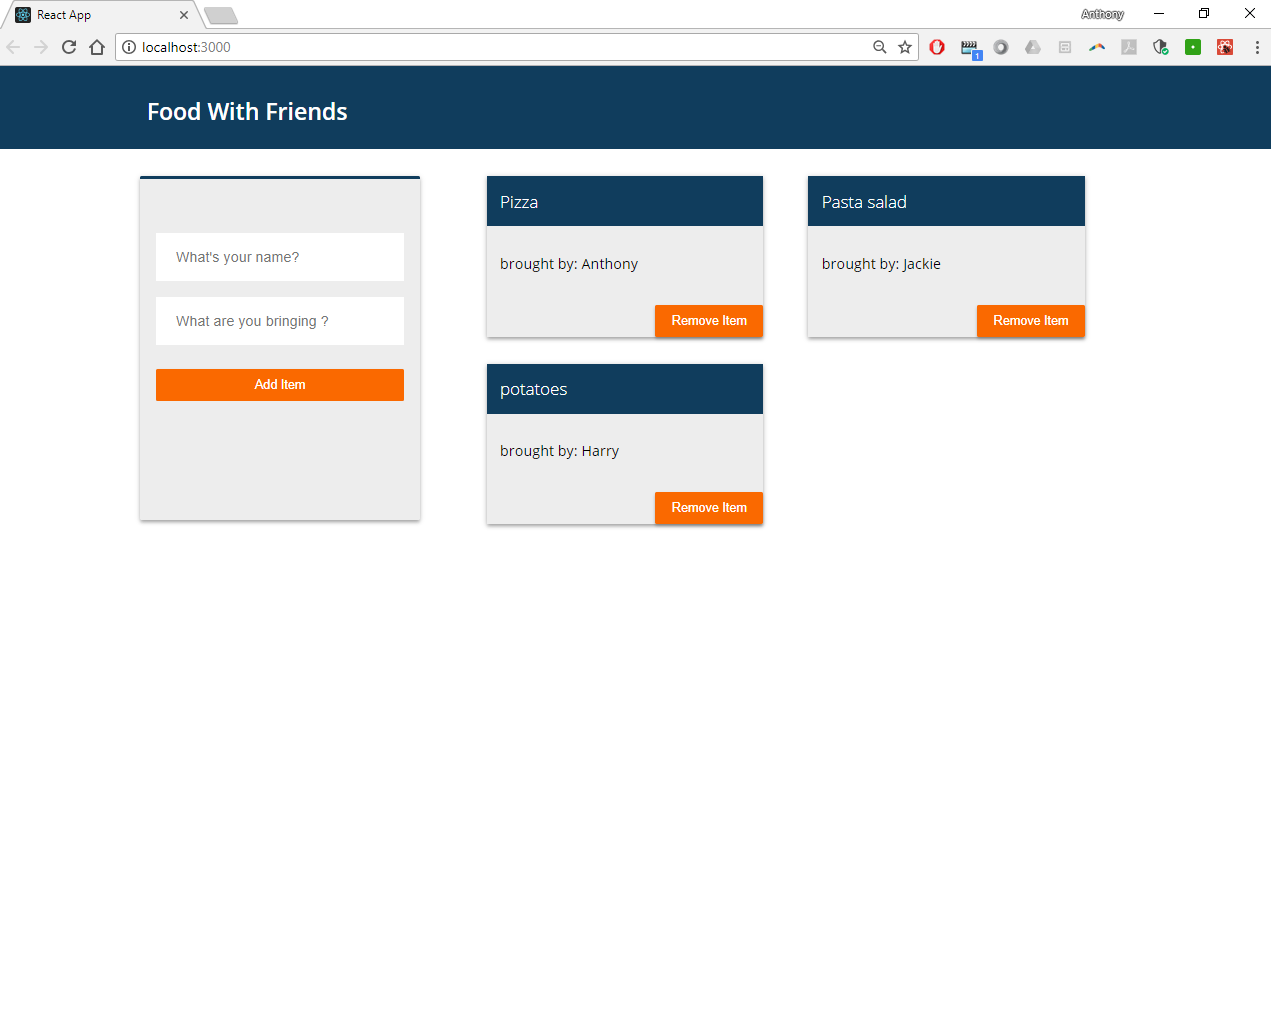 React App
Anthony
localhost:3000
1
Food With Friends
What's your name?
What are you bringing ?
Add Item
Pizza
brought by: Anthony
Remove Item
Pasta salad
brought by: Jackie
Remove Item
potatoes
brought by: Harry
Remove Item